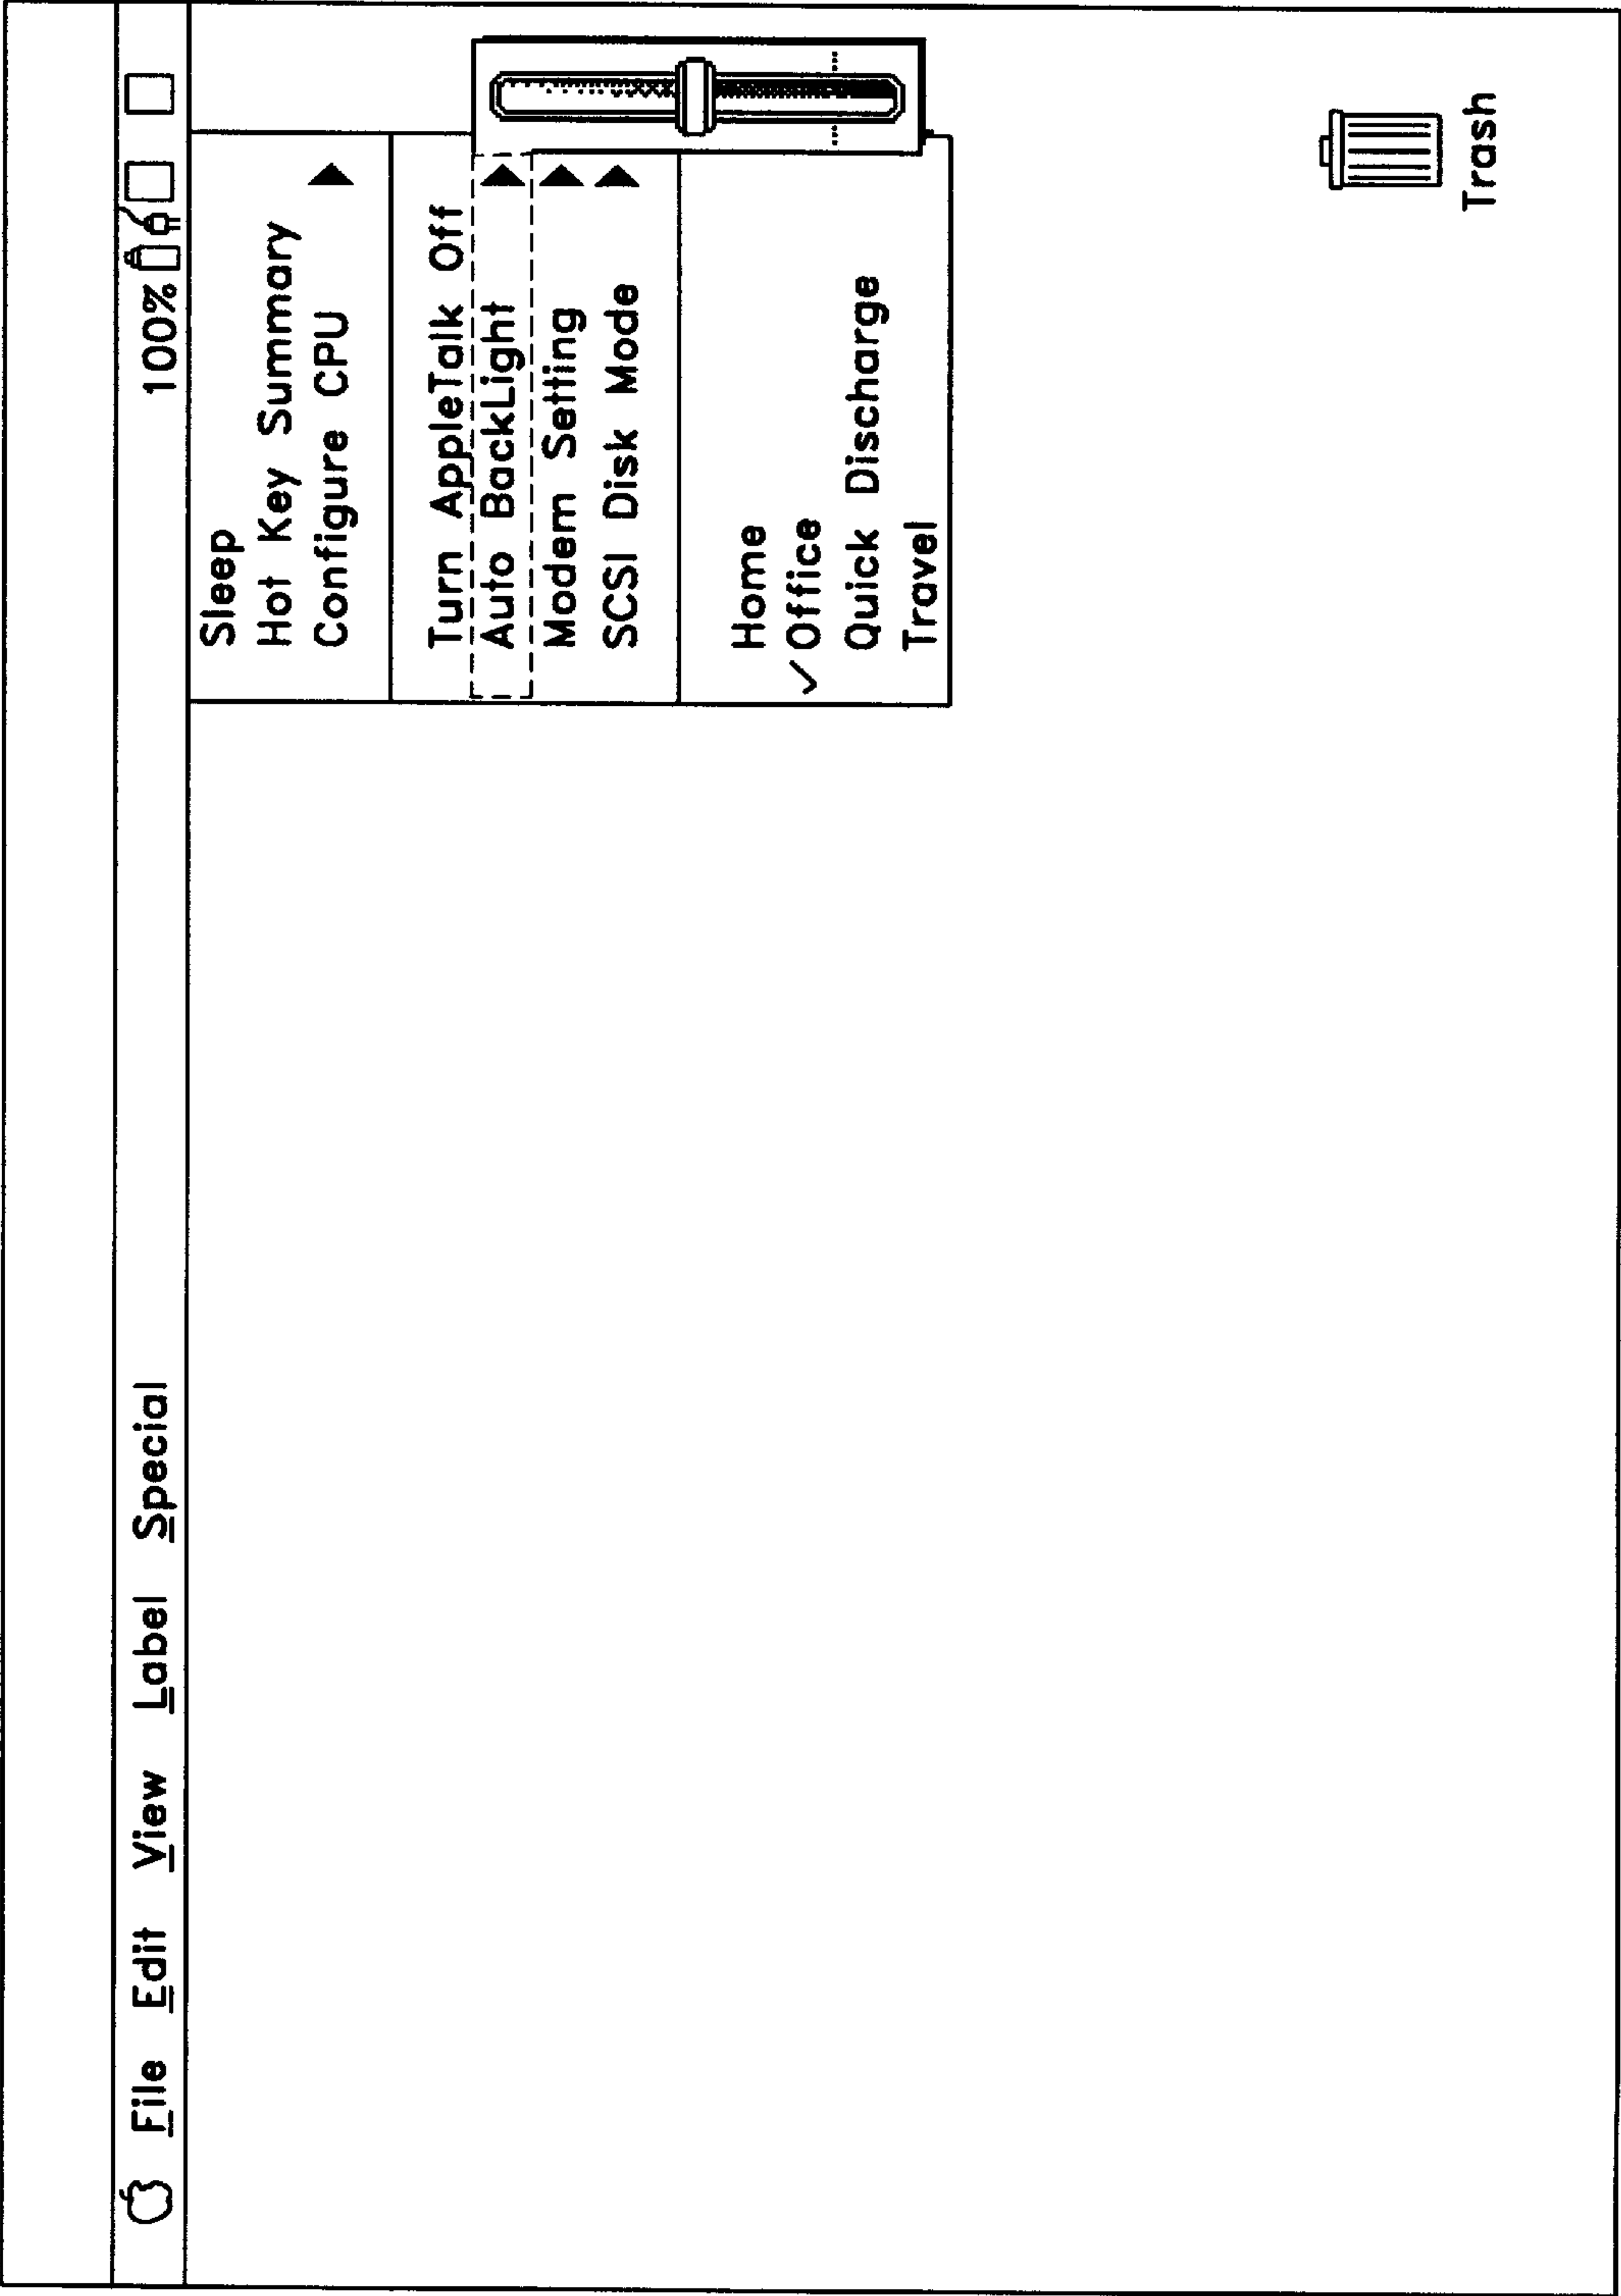 File Edit View Label Special 100%
Sleep
Hot Key Summary
Configure CPU
Turn AppleTalk Off
Auto BackLight
Modem Setting
SCSI Disk Mode
Home
✓Office
Quick Discharge
Travel
Trash